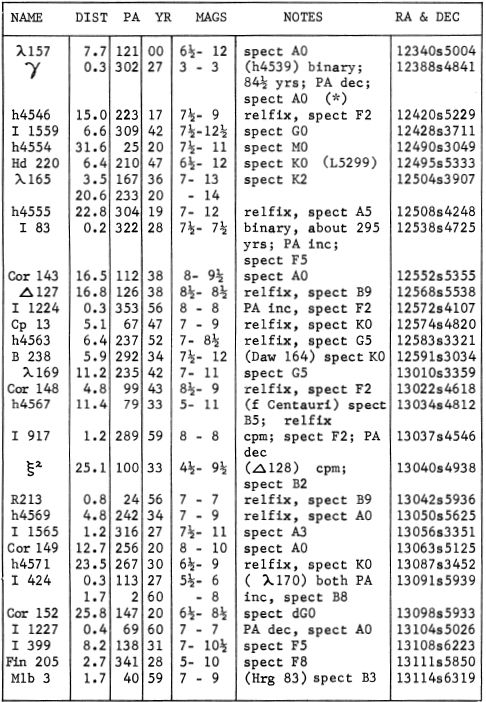 NAME DIST PA YR MAGS NOTES RA & DEC
λ157 7.7 121 00 6½- 12 spect A0 12340s5004
γ 0.3 302 27 3 - 3 (h4539) binary; 12388s4841
84½ yrs; PA dec;
spect A0 (*)
h4546 15.0 223 17 7½- 9 relfix, spect F2 12420s5229
I 1559 6.6 309 42 7½-12½ spect G0 12428s3711
h4554 31.6 25 20 7½- 11 spect M0 12490s3049
Hd 220 6.4 210 47 6½- 12 spect K0 (L5299) 12495s5333
λ165 3.5 167 36 7- 13 spect K2 12504s3907
20.6 233 20 - 14
h4555 22.8 304 19 7- 12 relfix, spect A5 12508s4248
I 83 0.2 322 28 7½- 7½ binary, about 295 12538s4725
yrs; PA inc;
spect F5
Cor 143 16.5 112 38 8- 9½ spect A0 12552s5355
Δ127 16.8 126 38 8½- 8½ relfix, spect B9 12568s5538
I 1224 0.3 353 56 8 - 8 PA inc, spect F2 12572s4107
Cp 13 5.1 67 47 7 - 9 relfix, spect K0 12574s4820
h4563 6.4 237 52 7- 8½ relfix, spect G5 12583s3321
B 238 5.9 292 34 7½- 12 (Daw 164) spect K0 12591s3034
λ169 11.2 235 42 7- 11 spect G5 13010s3359
Cor 148 4.8 99 43 8½- 9 relfix, spect F2 13022s4618
h4567 11.4 79 33 5- 11 (f Centauri) spect 13034s4812
B5; relfix
I 917 1.2 289 59 8 - 8 cpm; spect F2; PA 13037s4546
dec
ξ² 25.1 100 33 4½- 9½ (Δ128) cpm; 13040s4938
spect B2
R213 0.8 24 56 7 - 7 relfix, spect B9 13042s5936
h4569 4.8 242 34 7 - 9 relfix, spect A0 13050s5625
I 1565 1.2 316 27 7½- 11 spect A3 13056s3351
Cor 149 12.7 256 20 8 - 10 spect A0 13063s5125
h4571 23.5 267 30 6½- 9 relfix, spect K0 13087s3452
I 424 0.3 113 27 5½- 6 ( λ170) both PA 13091s5939
1.7 2 60 - 8 inc, spect B8
Cor 152 25.8 147 20 6½- 8½ spect dG0 13098s5933
I 1227 0.4 69 60 7 - 7 PA dec, spect A0 13104s5026
I 399 8.2 138 31 7- 10½ spect F5 13108s6223
Fin 205 2.7 341 28 5- 10 spect F8 13111s5850
Mlb 3 1.7 40 59 7 - 9 (Hrg 83) spect B3 13114s6319